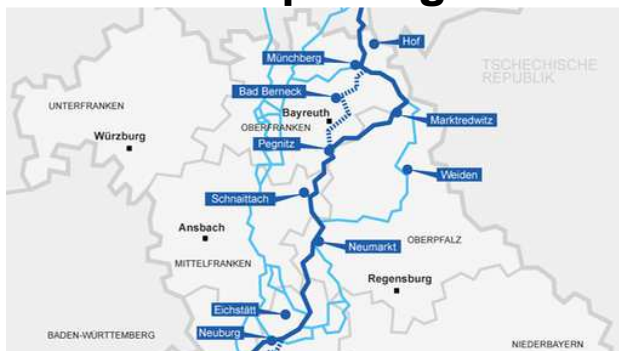 Hof
Münchberg
TSCHECHISCHE
REPUBLIK
Bad Berneck
UNTERFRANKEN
Bayreuth
Marktredwitz
OBERFRANKEN
Würzburg
Pegnitz
Weiden
Schnaittach
Ansbach
Neumarkt
OBERPFALZ
MITTELFRANKEN
Regensburg
Eichstätt
Neuburg
BADEN-WÜRTTEMBERG
NIEDERBAYERN